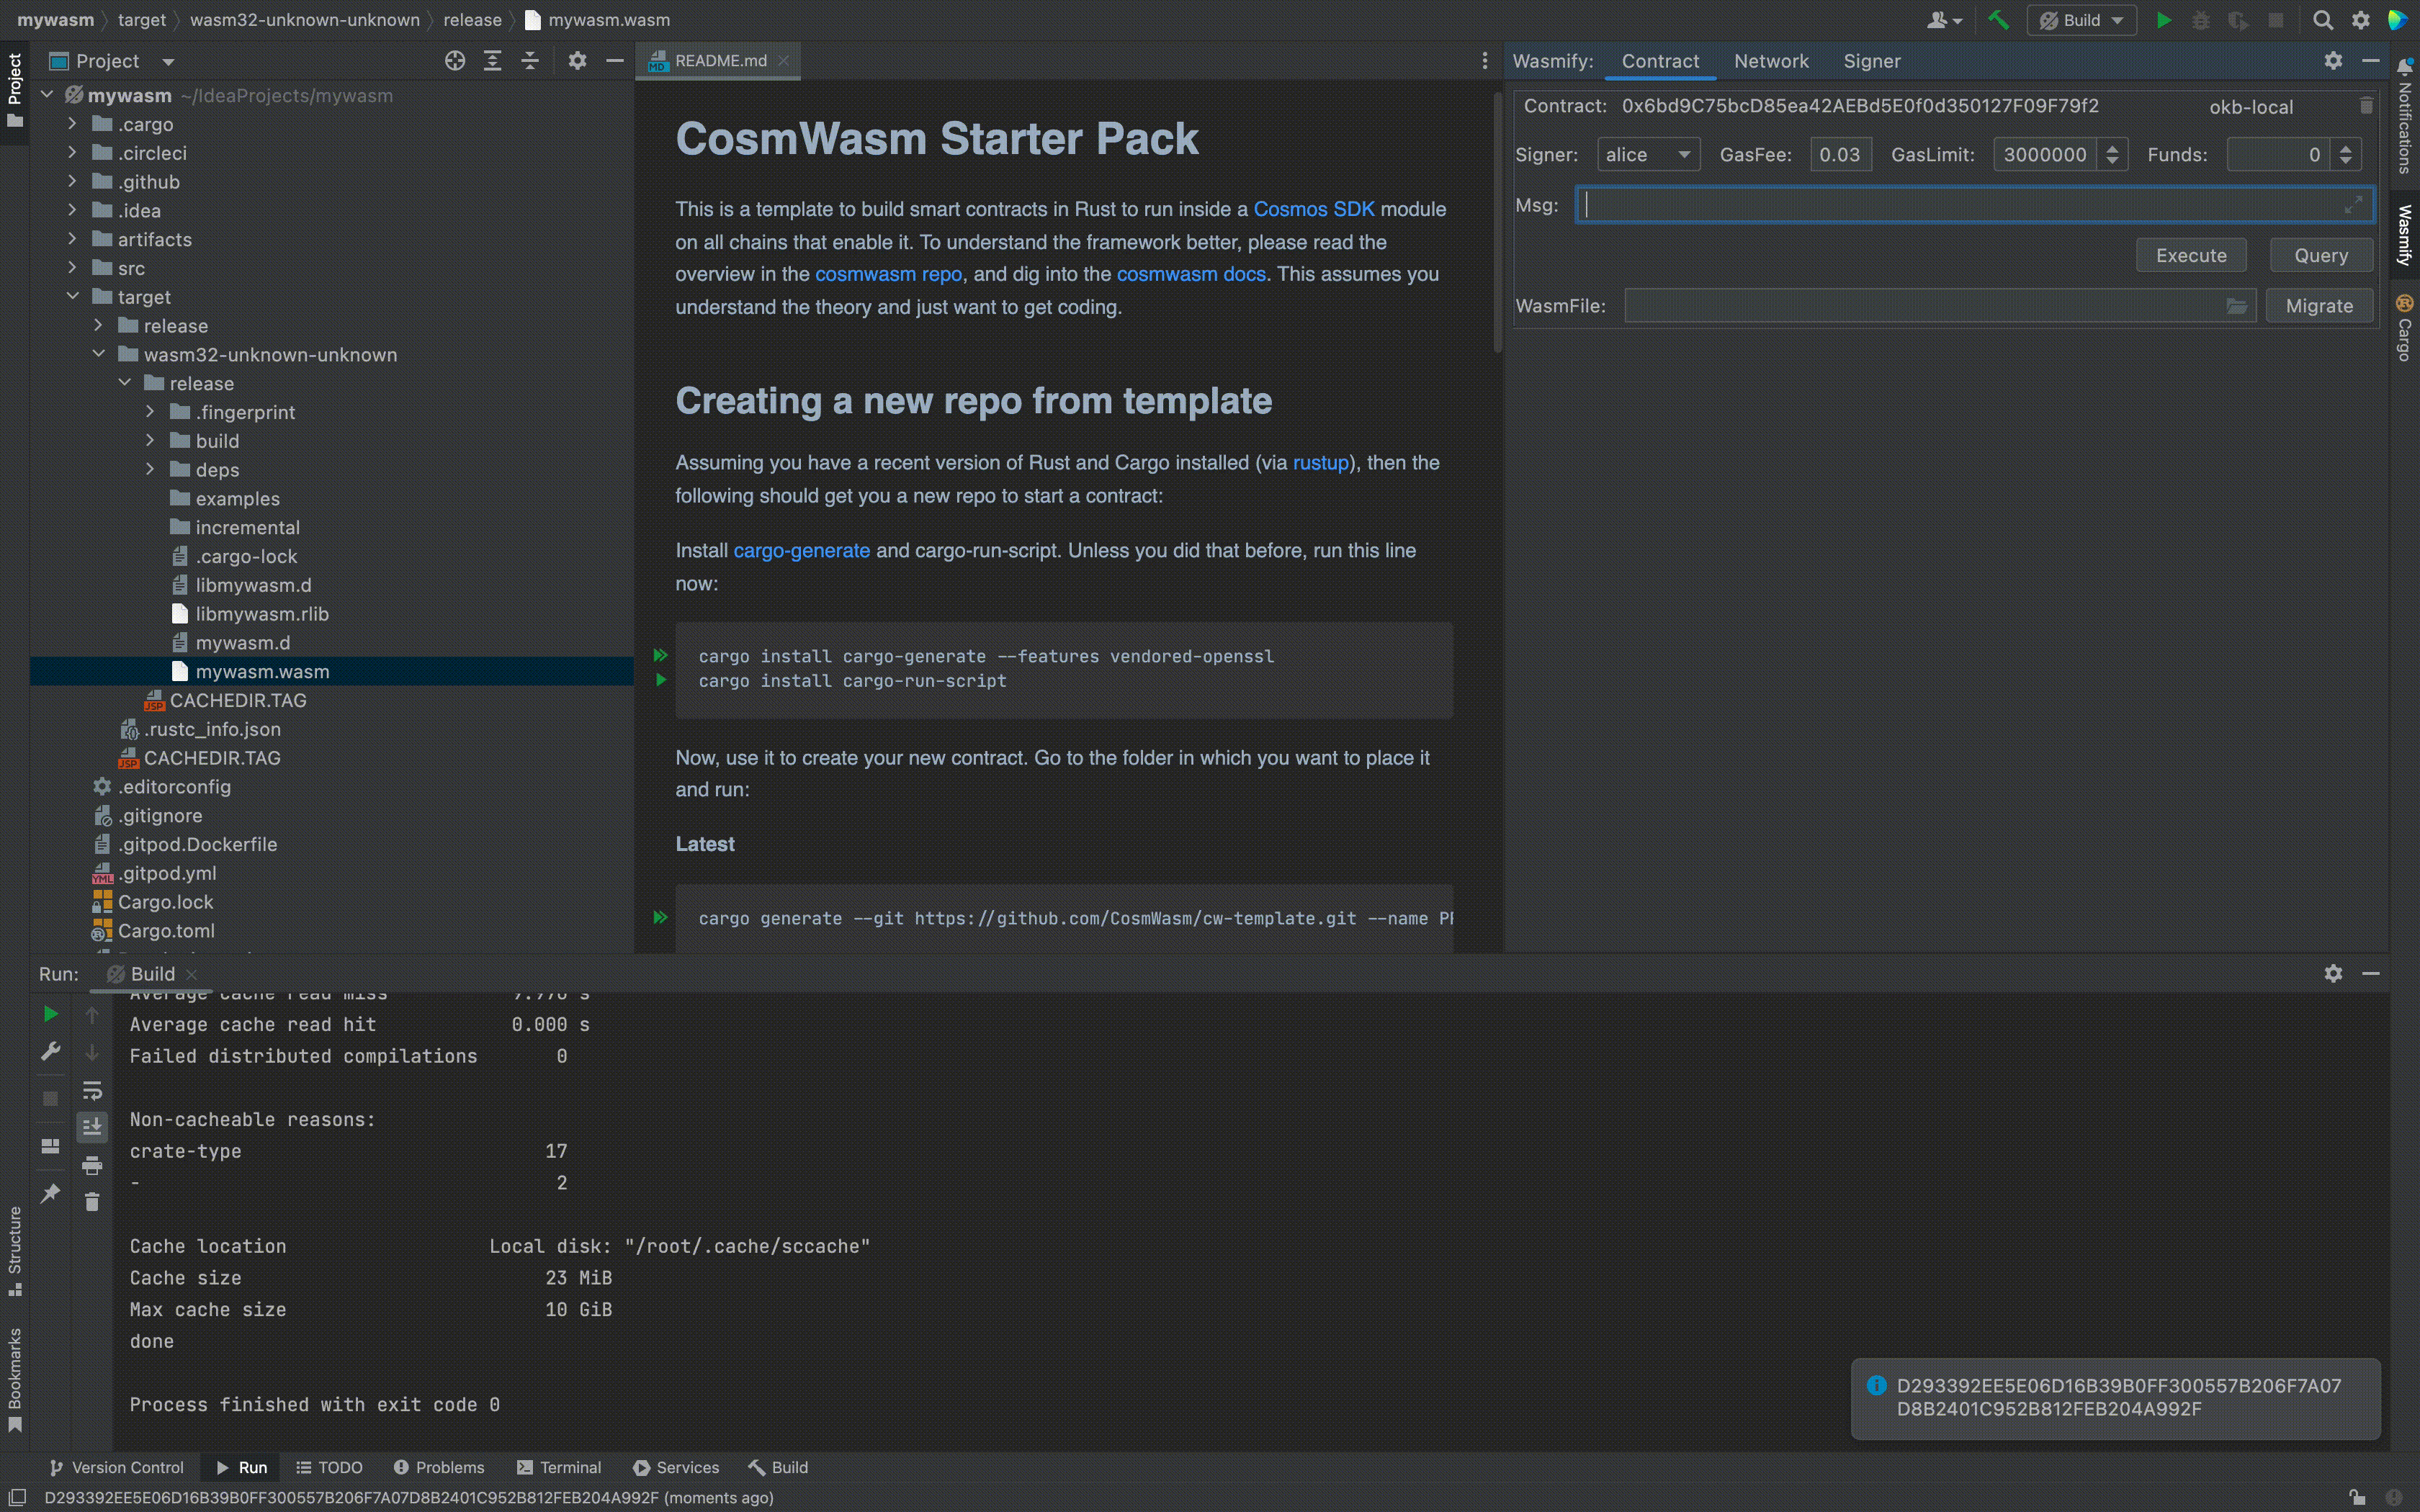 mywasm target wasm32-unknown-unknown release mywasm.wasm
Build
Project
Project
mywasm ~/IdeaProjects/mywasm
.cargo
.circleci
.github
.idea
artifacts
src
target
release
wasm32-unknown-unknown
release
.fingerprint
build
deps
examples
incremental
.cargo-lock
libmywasm.d
libmywasm.rlib
mywasm.d
mywasm.wasm
CACHEDIR.TAG
.rustc_info.json
CACHEDIR.TAG
.editorconfig
.gitignore
.gitpod.Dockerfile
.gitpod.yml
Cargo.lock
Cargo.toml
README.md
CosmWasm Starter Pack
This is a template to build smart contracts in Rust to run inside a Cosmos SDK module
on all chains that enable it. To understand the framework better, please read the
overview in the cosmwasm repo, and dig into the cosmwasm docs. This assumes you
understand the theory and just want to get coding.
Creating a new repo from template
Assuming you have a recent version of Rust and Cargo installed (via rustup), then the
following should get you a new repo to start a contract:
Install cargo-generate and cargo-run-script. Unless you did that before, run this line
now:
cargo install cargo-generate --features vendored-openssl
cargo install cargo-run-script
Now, use it to create your new contract. Go to the folder in which you want to place it
and run:
Latest
cargo generate --git https://github.com/CosmWasm/cw-template.git --name PR
Wasmify: Contract Network Signer
Contract: 0x6bd9C75bcD85ea42AEBd5E0f0d350127F09F79f2 okb-local
Signer: alice GasFee: 0.03 GasLimit: 3000000 Funds: 0
Msg:
Execute Query
WasmFile: Migrate
Notifications
Wasmify
Cargo
Run: Build
Average cache read miss 9.976 s
Average cache read hit 0.000 s
Failed distributed compilations 0
Non-cacheable reasons:
crate-type 17
- 2
Cache location Local disk: "/root/.cache/sccache"
Cache size 23 MiB
Max cache size 10 GiB
done
Process finished with exit code 0
Structure
Bookmarks
D293392EE5E06D16B39B0FF300557B206F7A07
D8B2401C952B812FEB204A992F
Version Control Run TODO Problems Terminal Services Build
D293392EE5E06D16B39B0FF300557B206F7A07D8B2401C952B812FEB204A992F (moments ago)